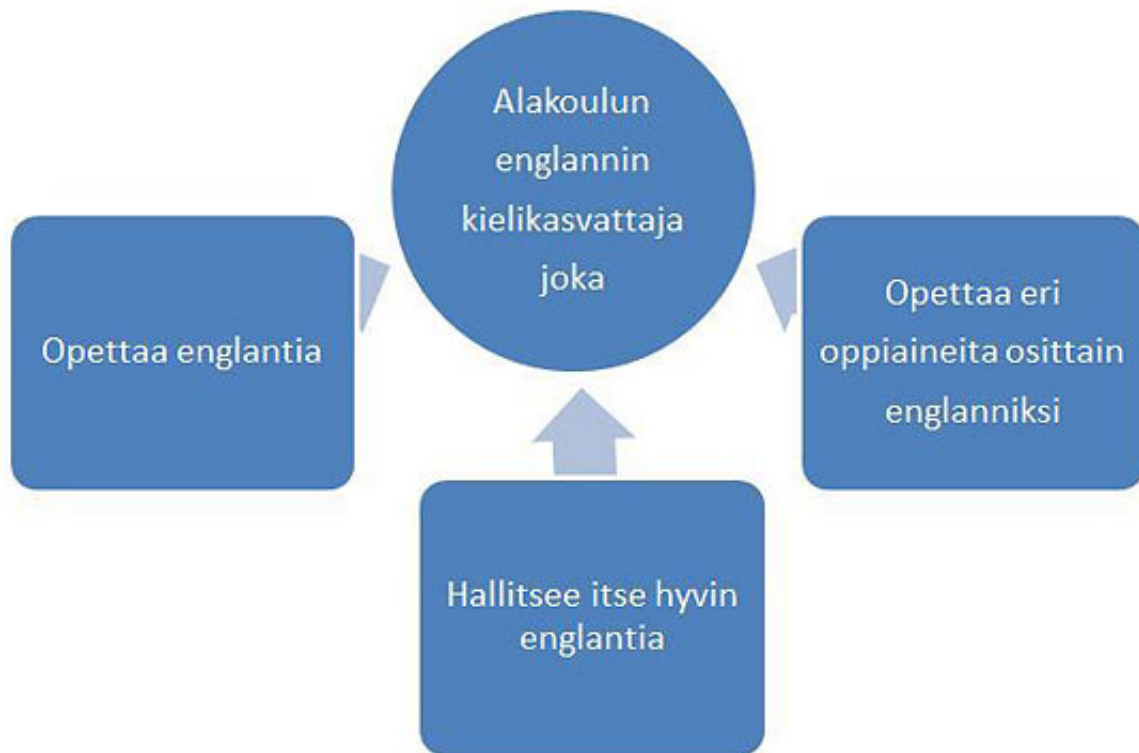 Alakoulun
englannin
kielikasvattaja
joka
Opettaa englantia
Opettaa eri
oppiaineita osittain
englanniksi
Hallitsee itse hyvin
englantia